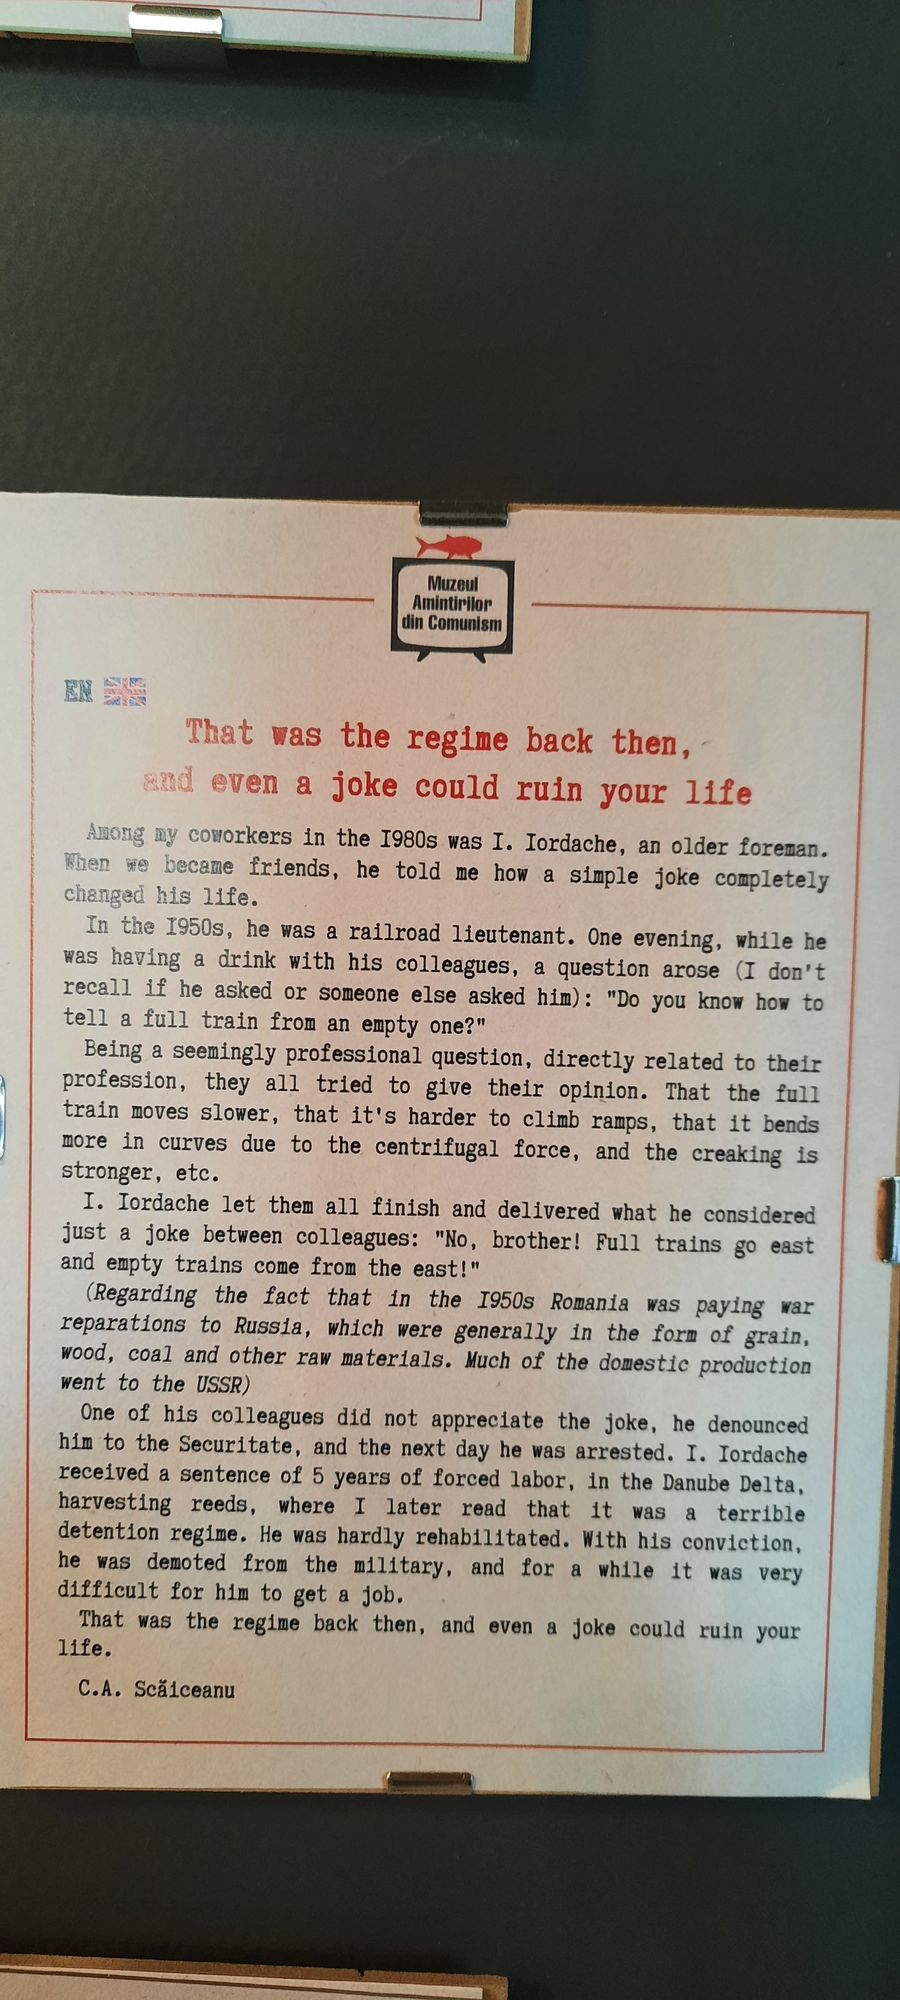 Muzeul
Amintirilor
din Comunism
EN
That was the regime back then,
and even a joke could ruin your life
Among my coworkers in the I980s was I. Iordache, an older foreman.
When we became friends, he told me how a simple joke completely
changed his life.
In the I950s, he was a railroad lieutenant. One evening, while he
was having a drink with his colleagues, a question arose (I don't
recall if he asked or someone else asked him): "Do you know how to
tell a full train from an empty one?"
Being a seemingly professional question, directly related to their
profession, they all tried to give their opinion. That the full
train moves slower, that it's harder to climb ramps, that it bends
more in curves due to the centrifugal force, and the creaking is
stronger, etc.
I. Iordache let them all finish and delivered what he considered
just a joke between colleagues: "No, brother! Full trains go east
and empty trains come from the east!"
(Regarding the fact that in the I950s Romania was paying war
reparations to Russia, which were generally in the form of grain,
wood, coal and other raw materials. Much of the domestic production
went to the USSR)
One of his colleagues did not appreciate the joke, he denounced
him to the Securitate, and the next day he was arrested. I. Iordache
received a sentence of 5 years of forced labor, in the Danube Delta,
harvesting reeds, where I later read that it was a terrible
detention regime. He was hardly rehabilitated. With his conviction,
he was demoted from the military, and for a while it was very
difficult for him to get a job.
That was the regime back then, and even a joke could ruin your
life.
C.A. Scăiceanu